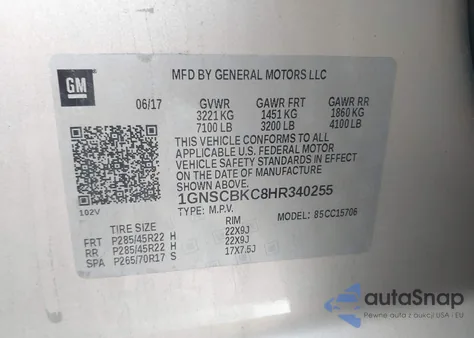 GM
MFD BY GENERAL MOTORS LLC
06/17 GVWR GAWR FRT GAWR RR
3221 KG 1451 KG 1860 KG
7100 LB 3200 LB 4100 LB
THIS VEHICLE CONFORMS TO ALL
APPLICABLE U.S. FEDERAL MOTOR
VEHICLE SAFETY STANDARDS IN EFFECT
ON THE DATE OF MANUFACTURE
SHOWN ABOVE.
1GNSCBKC8HR340255
TYPE: M.P.V. MODEL: 85CC15706
102V
TIRE SIZE RIM
FRT P285/45R22 H 22X9J
RR P285/45R22 H 22X9J
SPA P265/70R17 S 17X7.5J
autoSnap
Pewne auto z USA i EU